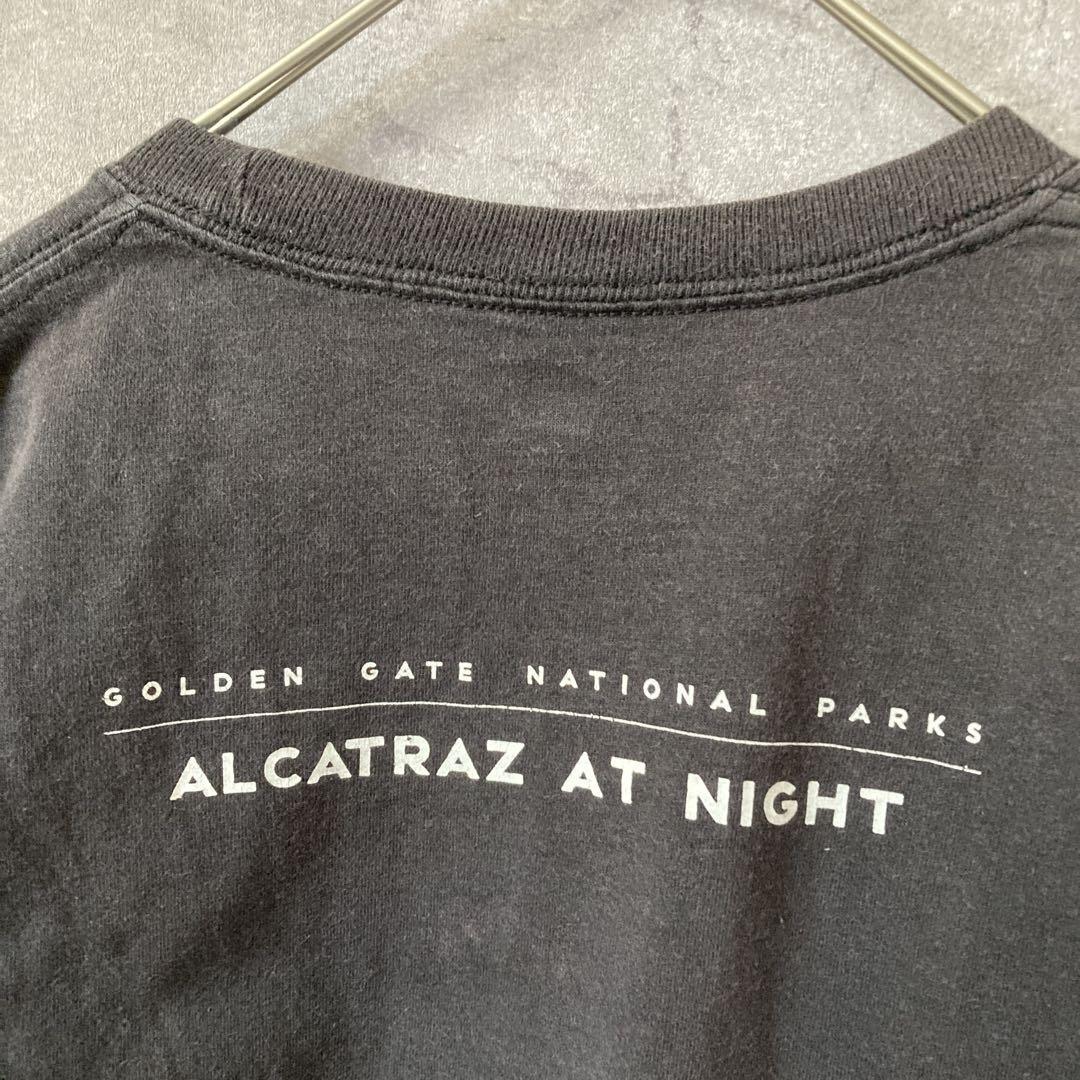 GOLDEN GATE NATIONAL PARKS
ALCATRAZ AT NIGHT